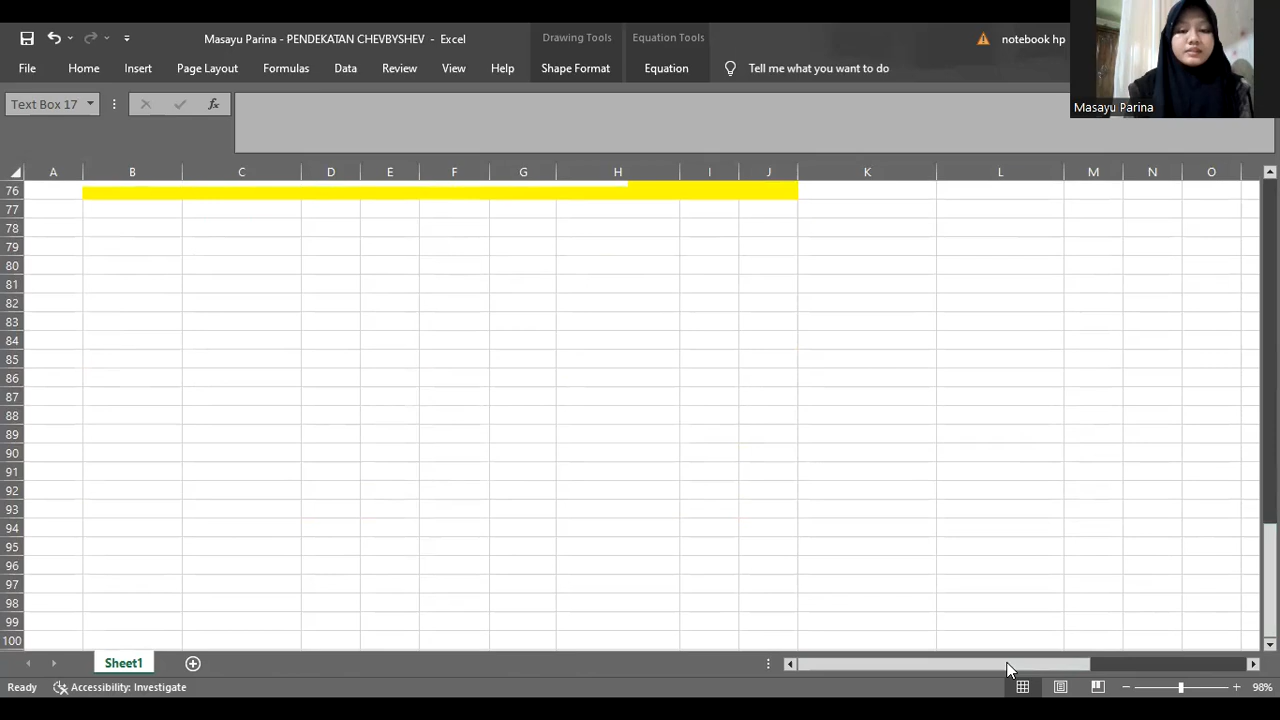 Masayu Parina - PENDEKATAN CHEVBYSHEV - Excel
Drawing Tools
Equation Tools
notebook hp
File
Home
Insert
Page Layout
Formulas
Data
Review
View
Help
Shape Format
Equation
Tell me what you want to do
Masayu Parina
Text Box 17
fx
A B C D E F G H I J K L M N O
76
77
78
79
80
81
82
83
84
85
86
87
88
89
90
91
92
93
94
95
96
97
98
99
100
Sheet1
Ready
Accessibility: Investigate
98%